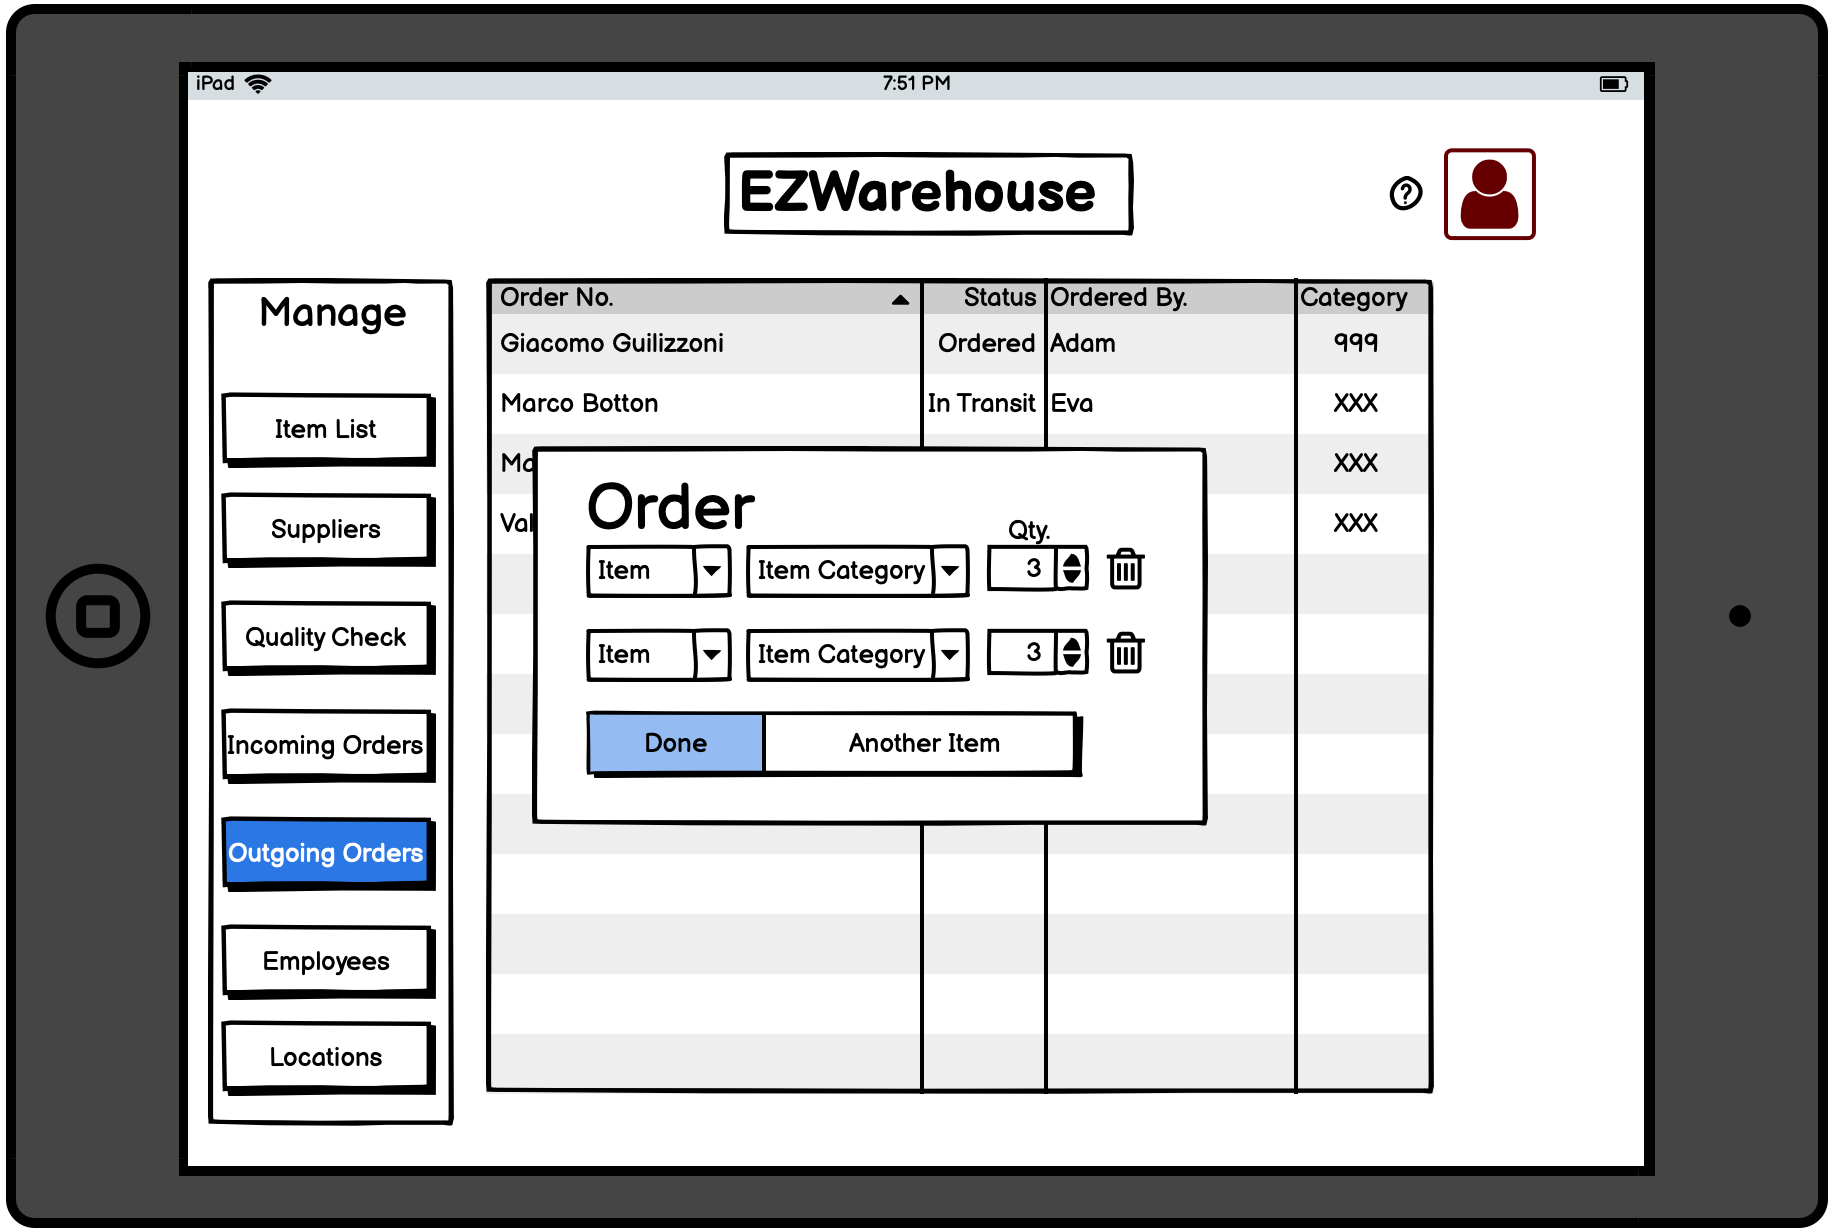 iPad
7:51 PM
EZWarehouse
?
Manage
Item List
Suppliers
Quality Check
Incoming Orders
Outgoing Orders
Employees
Locations
Order No. Status Ordered By. Category
Giacomo Guilizzoni Ordered Adam 999
Marco Botton In Transit Eva XXX
XXX
XXX
Order
Qty.
Item Item Category 3
Item Item Category 3
Done Another Item